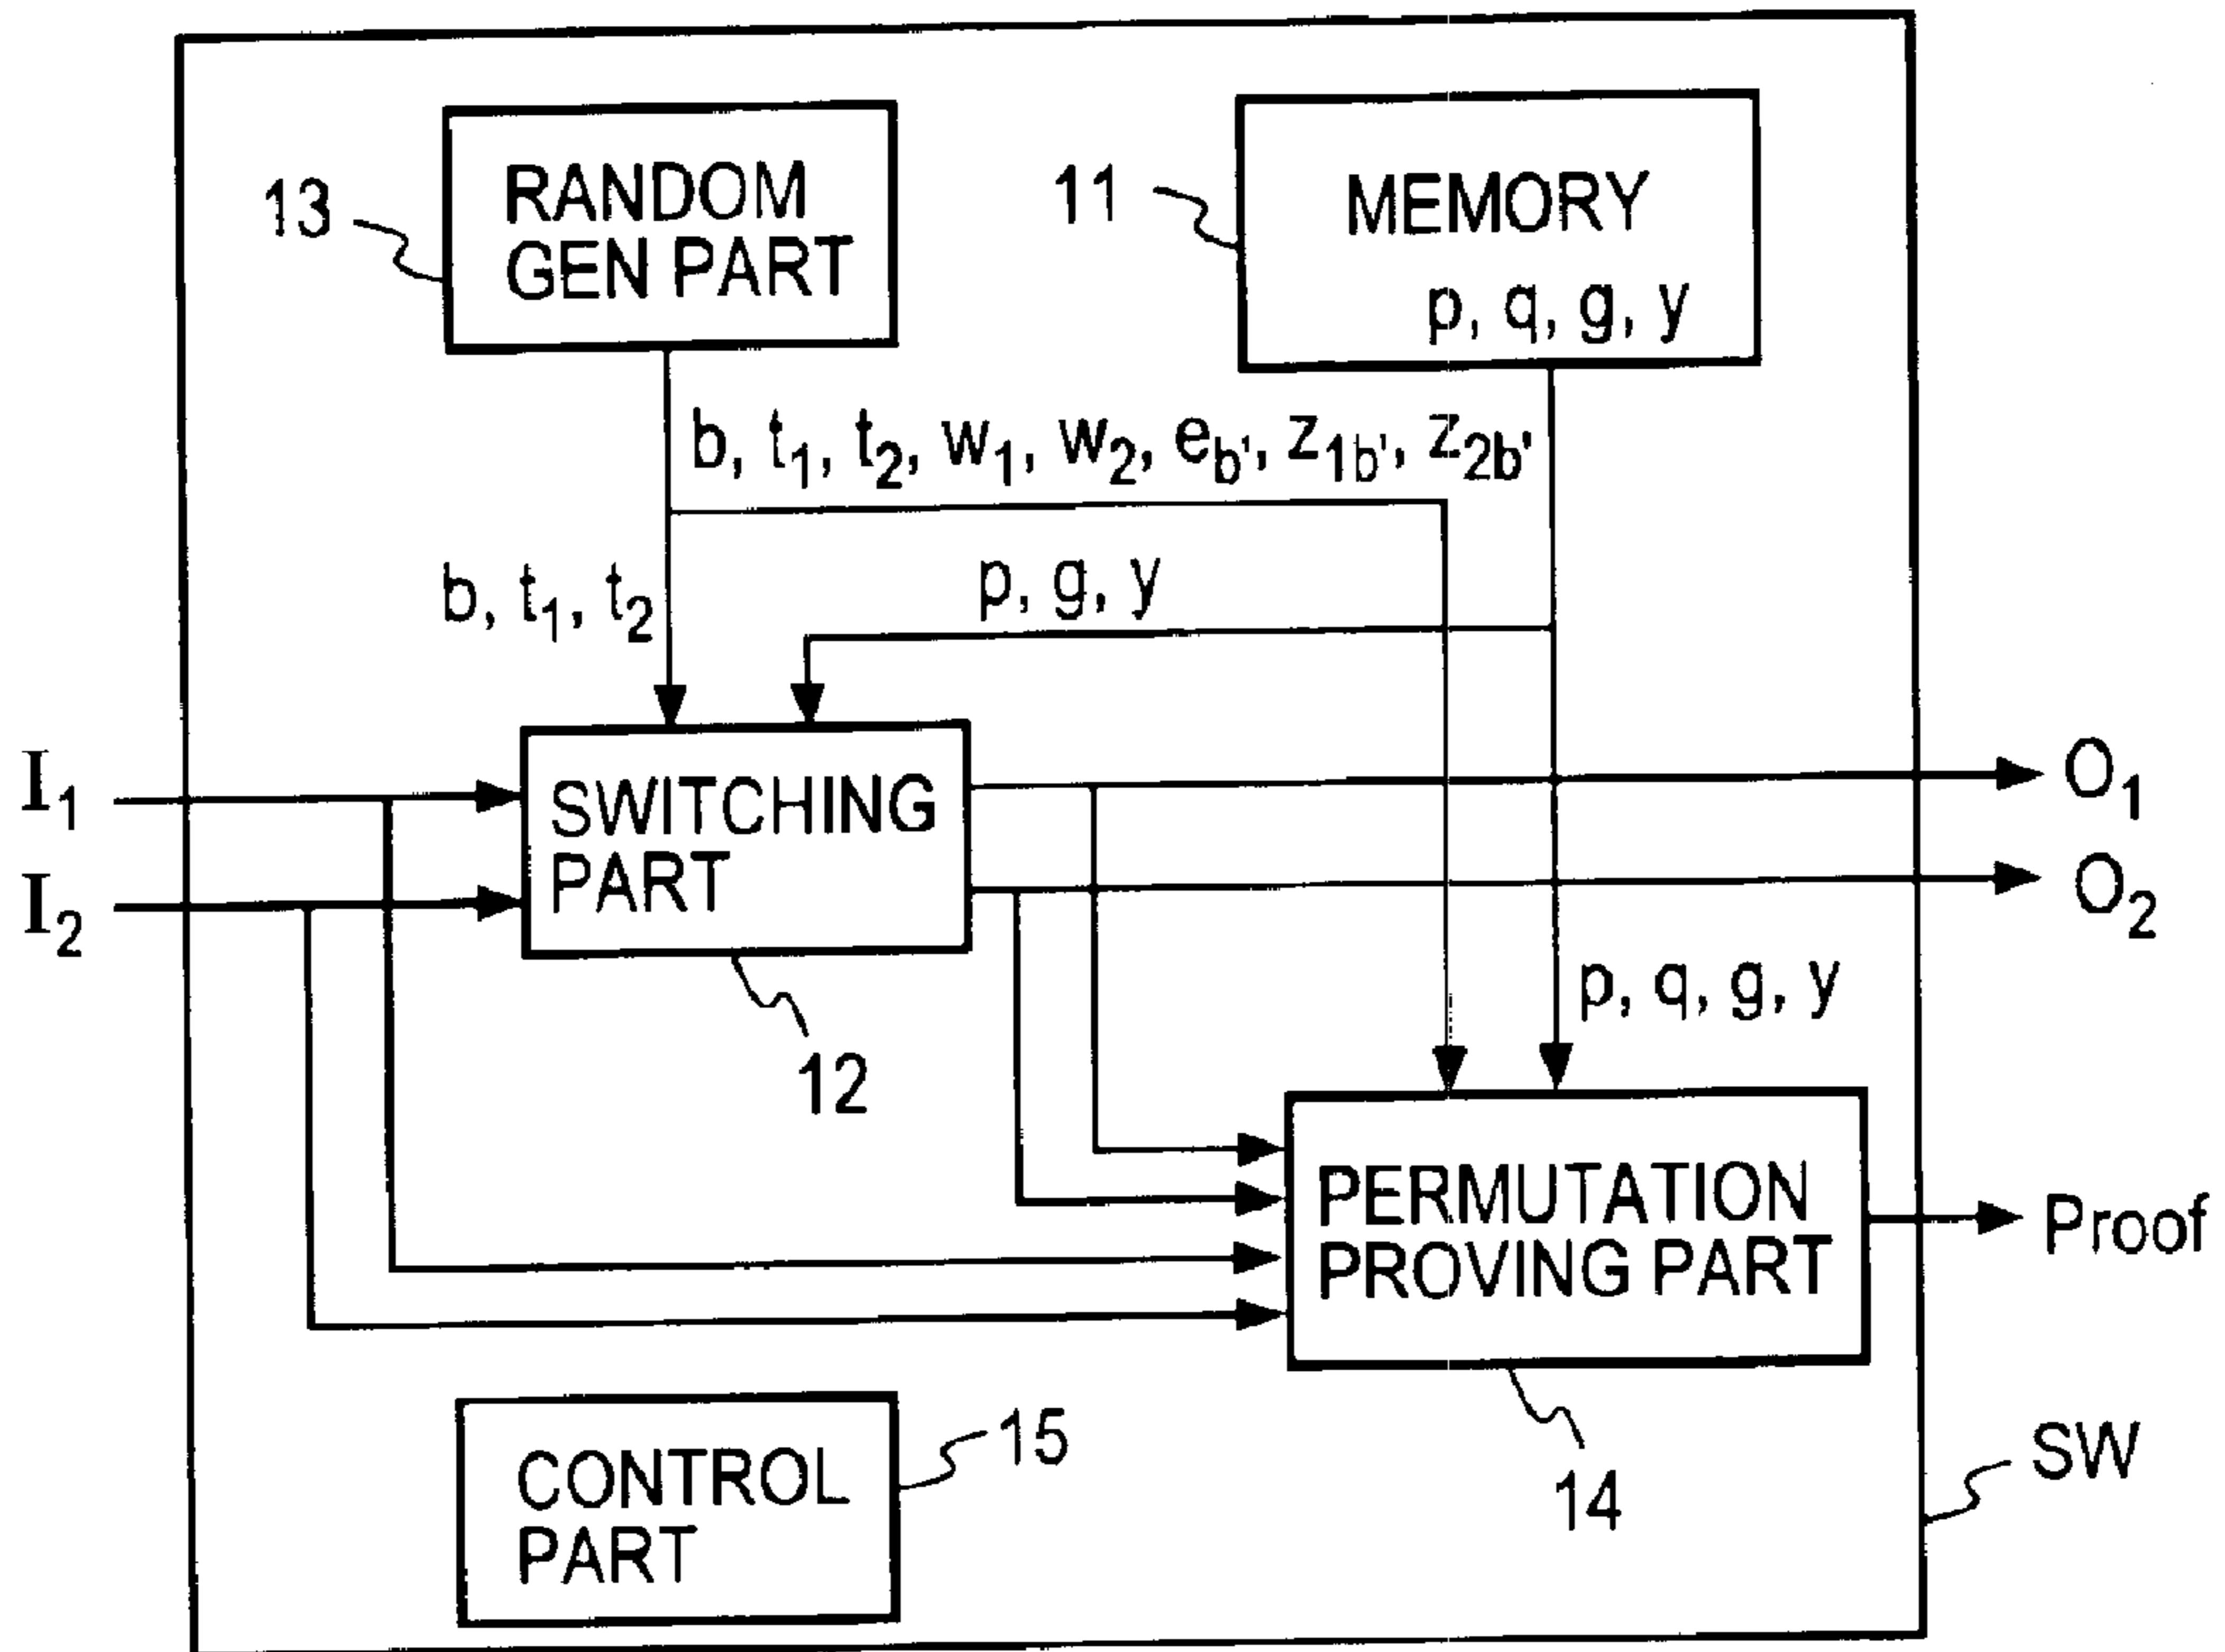 RANDOM
GEN PART
13
MEMORY
p, q, g, y
11
b, t1, t2, w1, w2, eb', z1b', z2b'
b, t1, t2
p, g, y
I1
I2
SWITCHING
PART
12
O1
O2
p, q, g, y
PERMUTATION
PROVING PART
14
Proof
CONTROL
PART
15
SW